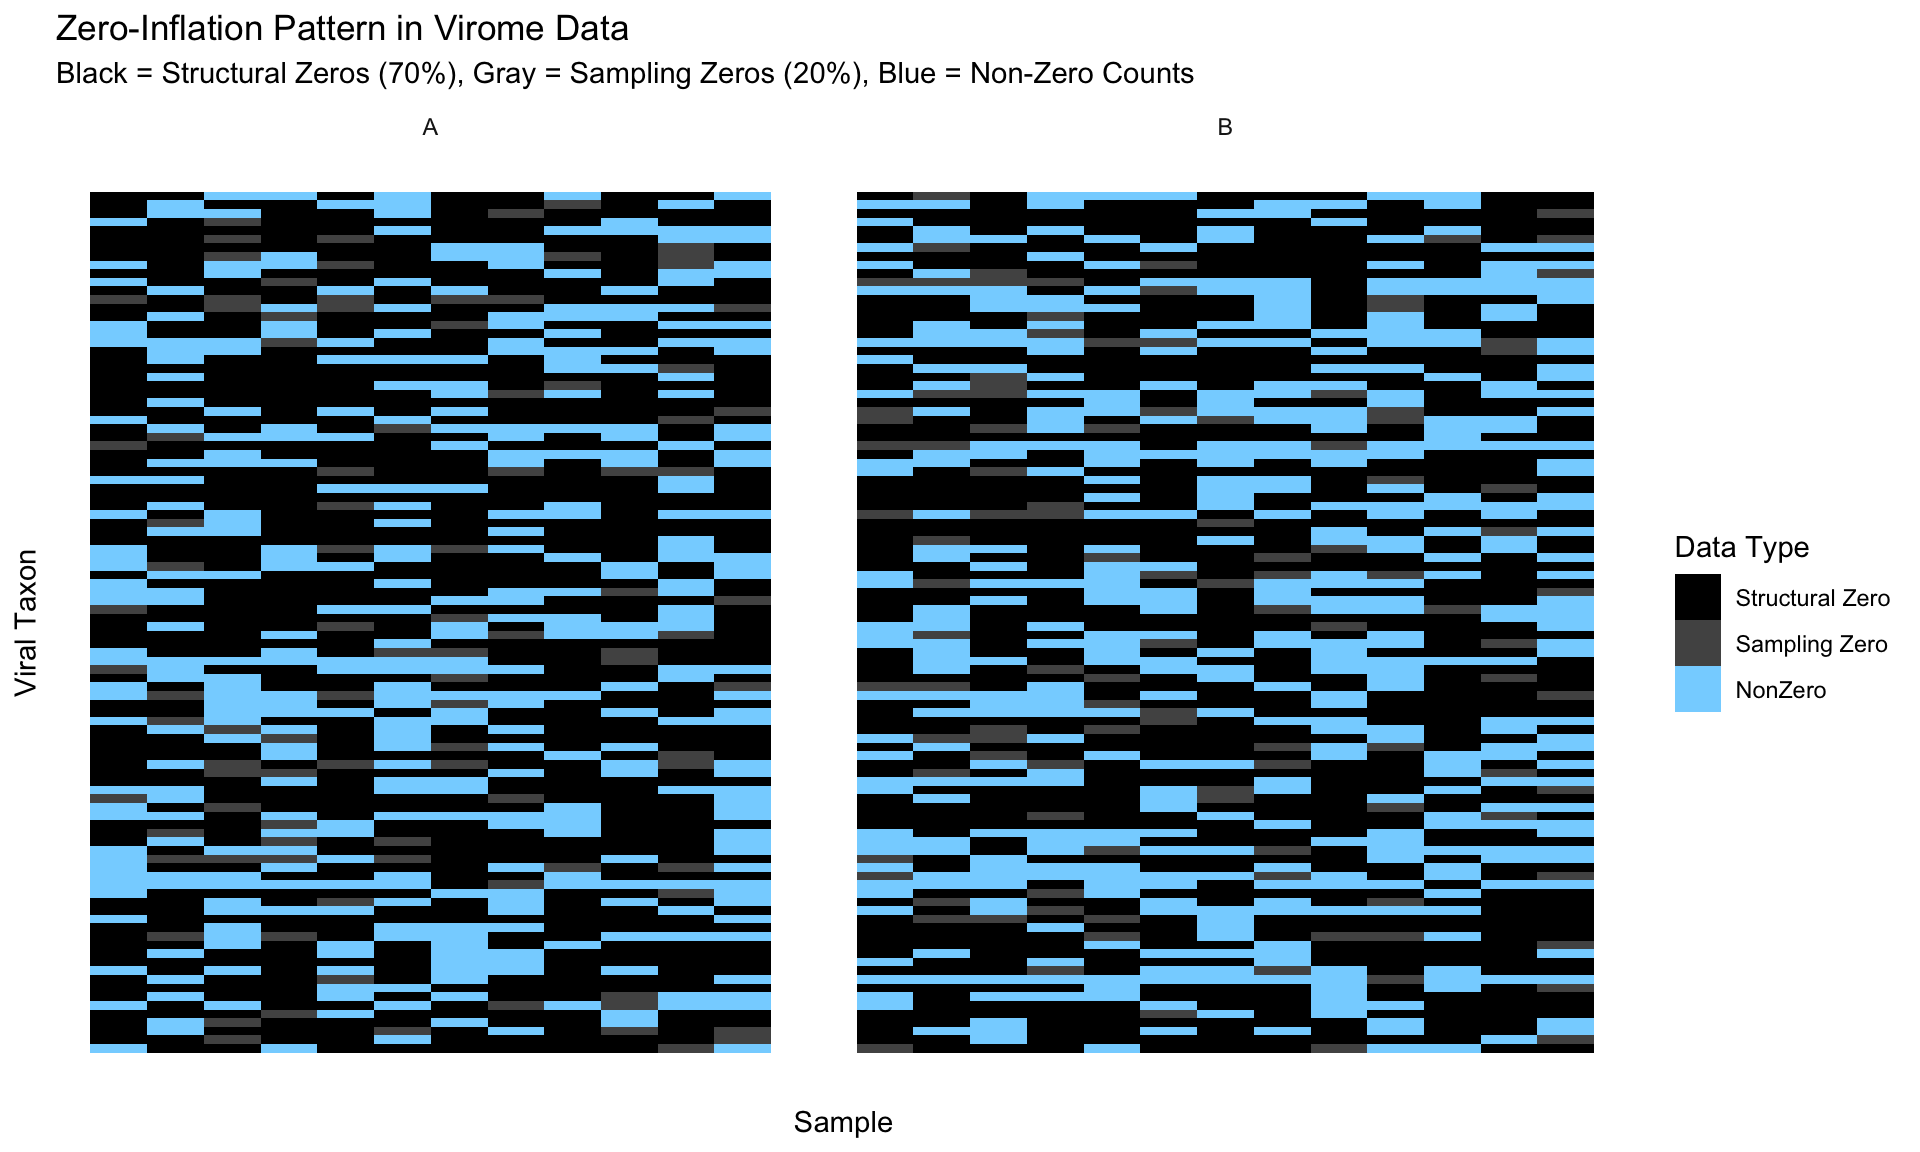 Zero-Inflation Pattern in Virome Data
Black = Structural Zeros (70%), Gray = Sampling Zeros (20%), Blue = Non-Zero Counts
A
B
Viral Taxon
Data Type
Structural Zero
Sampling Zero
NonZero
Sample